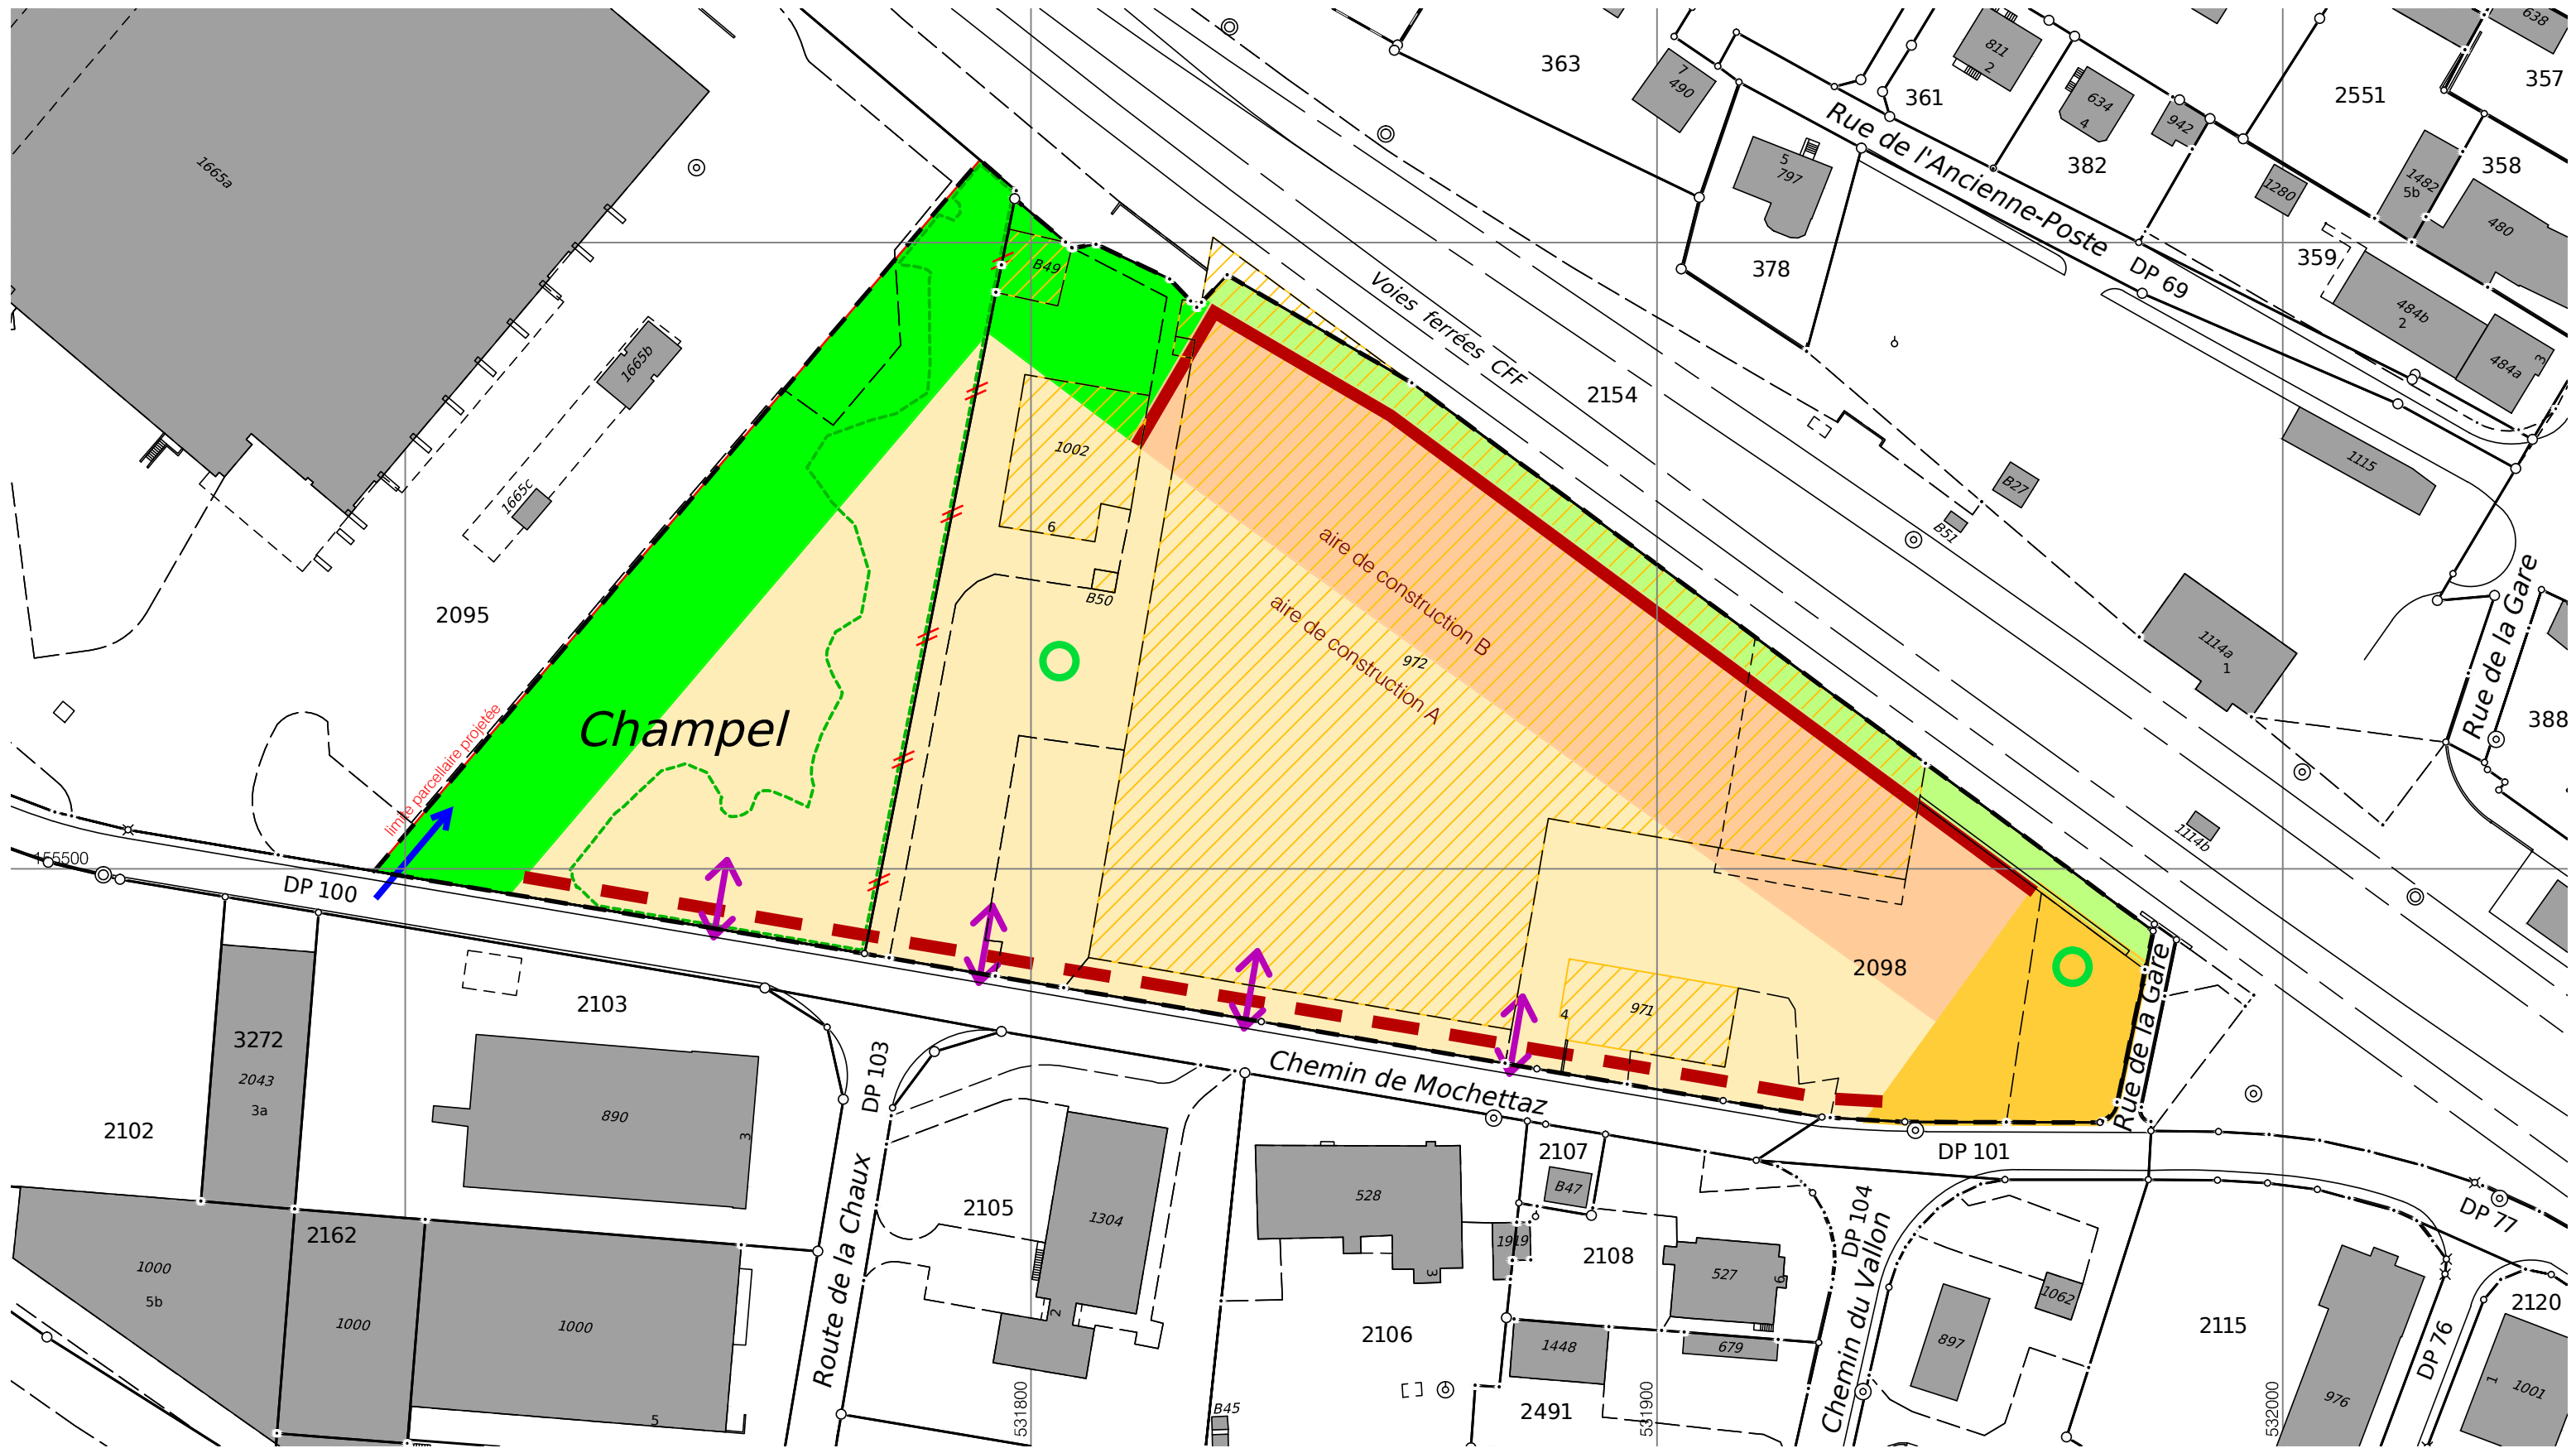 638
811
2
363
7
490
361
634
4
942
2551
357
Rue de l'Ancienne-Poste
1665a
5
797
382
1280
1482
5b
358
480
B49
378
DP 69
359
484b
2
484a
3
Voies ferrées CFF
2154
1665b
1002
6
1115
1665c
B27
B51
aire de construction B
aire de construction A
972
B50
2095
Rue de la Gare
1114a
1
388
Champel
limite parcellaire projetée
1114b
155500
DP 100
2098
971
4
Rue de la Gare
2103
3272
2043
3a
890
3
DP 103
Chemin de Mochettaz
2102
DP 101
2107
B47
528
3
1919
2105
1304
2
Route de la Chaux
2108
527
9
DP 104
Chemin du Vallon
1062
DP 77
2162
1000
5b
1000
1000
5
2106
1448
679
897
2115
2120
DP 76
976
1
1001
2491
B45
531800
531900
532000